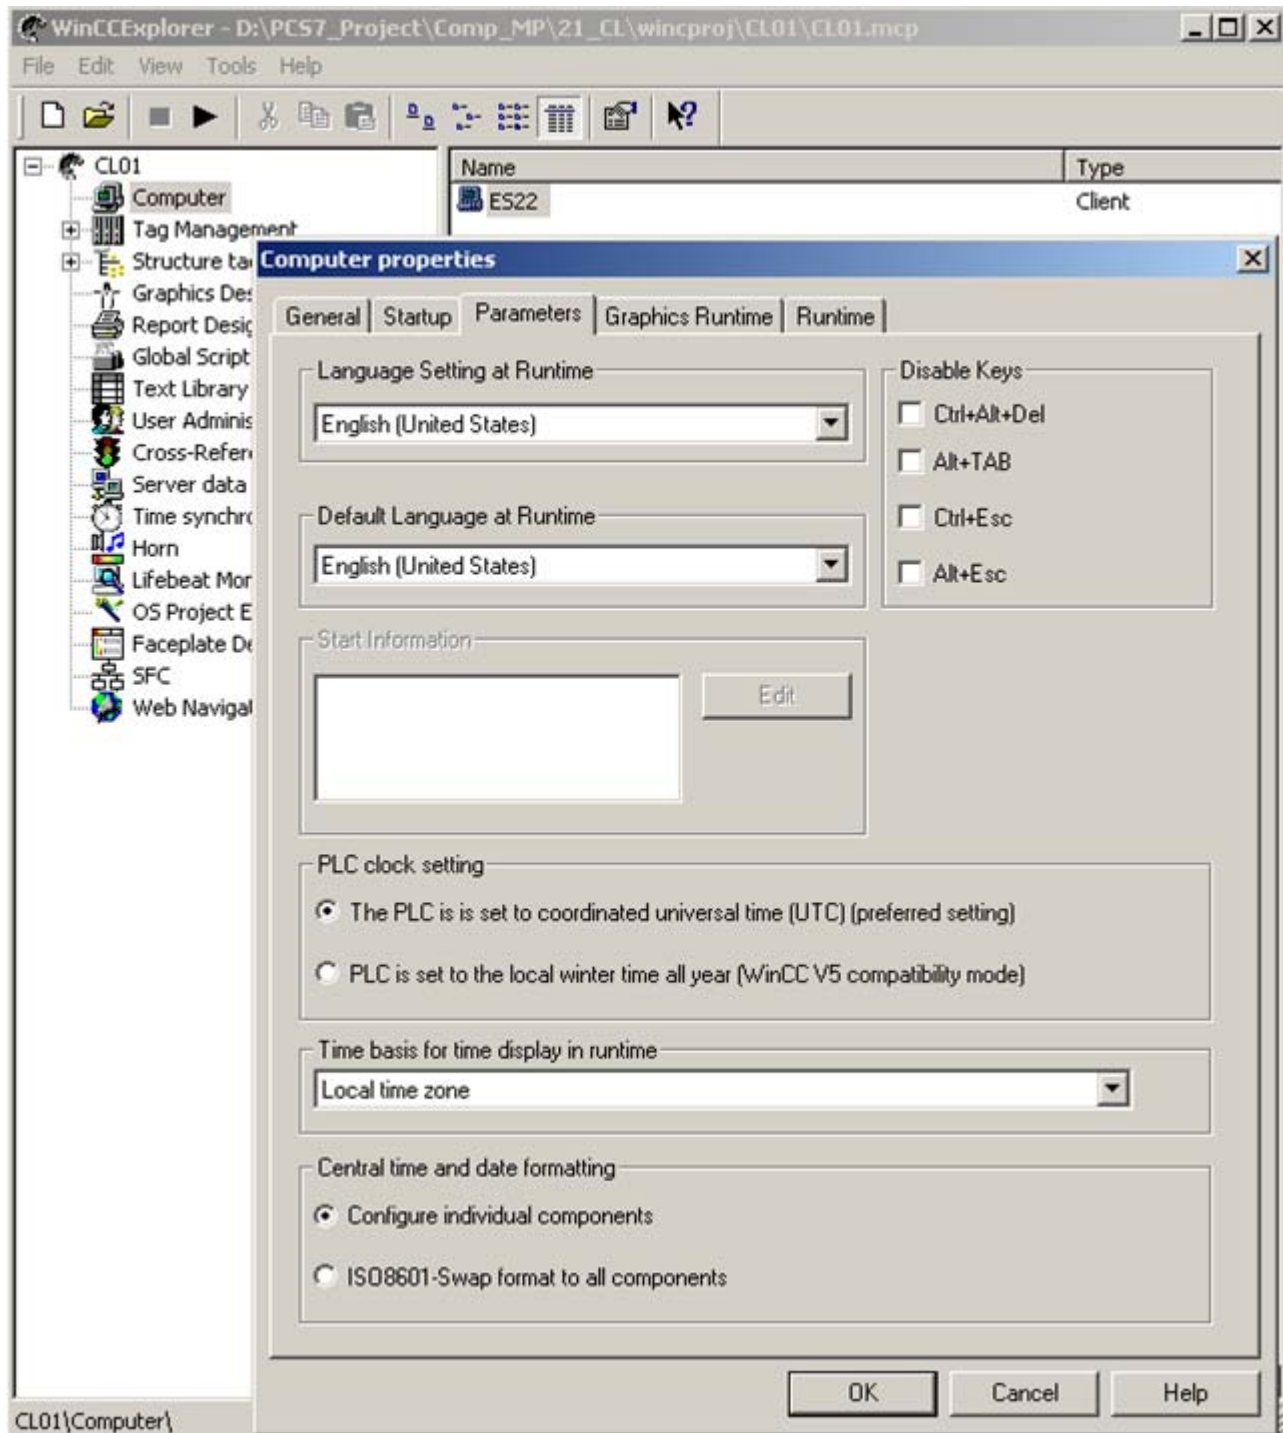 WinCCExplorer - D:\PCS7_Project\Comp_MP\21_CL\wincproj\CL01\CL01.mcp
File Edit View Tools Help
CL01
Computer
Tag Management
Structure ta
Graphics Des
Report Desig
Global Script
Text Library
User Adminis
Cross-Refere
Server data
Time synchro
Horn
Lifebeat Mor
OS Project E
Faceplate De
SFC
Web Navigat
Name Type
ES22 Client
Computer properties
General Startup Parameters Graphics Runtime Runtime
Language Setting at Runtime
English (United States)
Default Language at Runtime
English (United States)
Disable Keys
Ctrl+Alt+Del
Alt+TAB
Ctrl+Esc
Alt+Esc
Start Information
Edit
PLC clock setting
The PLC is is set to coordinated universal time (UTC) (preferred setting)
PLC is set to the local winter time all year (WinCC V5 compatibility mode)
Time basis for time display in runtime
Local time zone
Central time and date formatting
Configure individual components
ISO8601-Swap format to all components
OK Cancel Help
CL01\Computer\